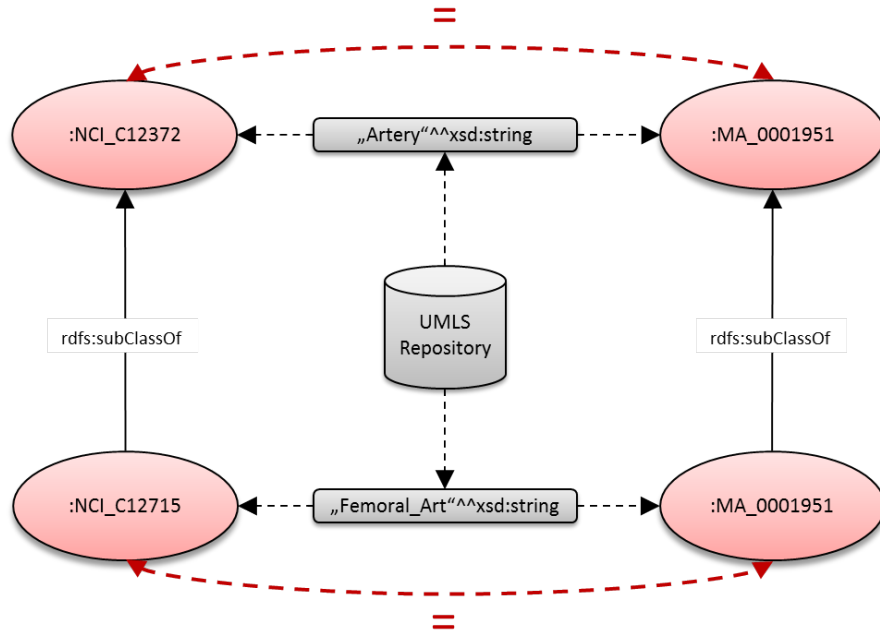 =
:NCI_C12372
„Artery“^^xsd:string
:MA_0001951
UMLS
Repository
rdfs:subClassOf
rdfs:subClassOf
:NCI_C12715
„Femoral_Art“^^xsd:string
:MA_0001951
=